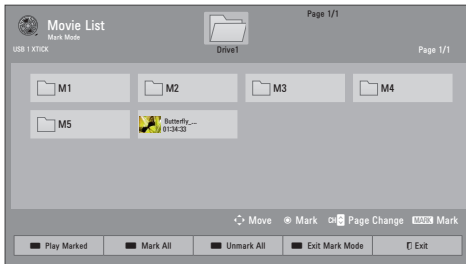 Movie List
Mark Mode
USB 1 XTICK
Drive1
Page 1/1
Page 1/1
M1
M2
M3
M4
M5
Butterfly_...
01:34:33
Move
Mark
CH
Page Change
MARK
Mark
Play Marked
Mark All
Unmark All
Exit Mark Mode
Exit